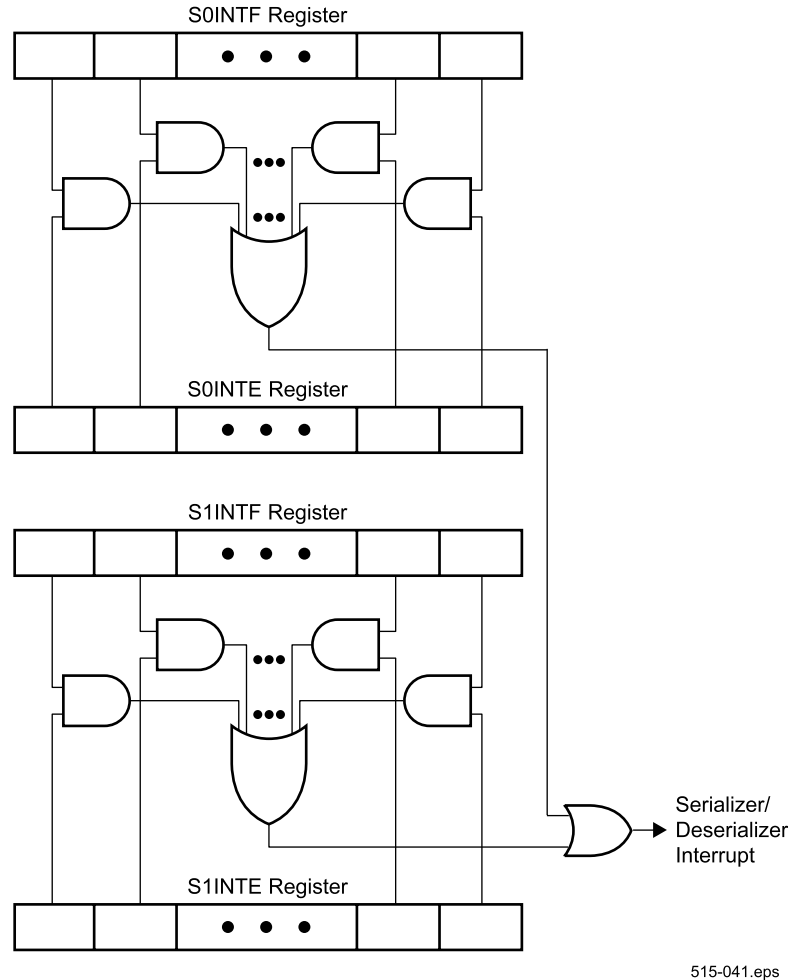 S0INTF Register
S0INTE Register
S1INTF Register
Serializer/
Deserializer
Interrupt
S1INTE Register
515-041.eps